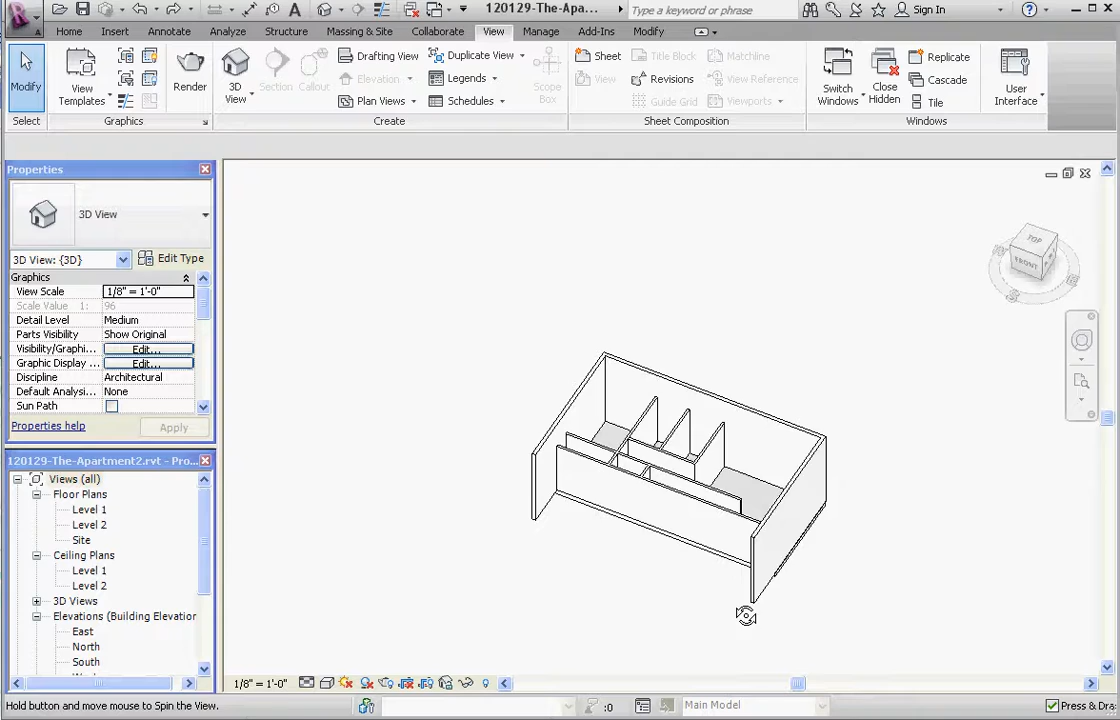 120129-The-Apa...
Type a keyword or phrase
Sign In
Home Insert Annotate Analyze Structure Massing & Site Collaborate View Manage Add-Ins Modify
Modify
View Templates
Render
3D View
Section
Callout
Drafting View
Elevation
Plan Views
Duplicate View
Legends
Schedules
Scope Box
Sheet
View
Title Block
Revisions
Guide Grid
Matchline
View Reference
Viewports
Switch Windows
Close Hidden
Replicate
Cascade
Tile
User Interface
Select
Graphics
Create
Sheet Composition
Windows
Properties
3D View
3D View: {3D}
Edit Type
Graphics
View Scale 1/8" = 1'-0"
Scale Value 1: 96
Detail Level Medium
Parts Visibility Show Original
Visibility/Graphi... Edit...
Graphic Display ... Edit...
Discipline Architectural
Default Analysi... None
Sun Path
Properties help
Apply
120129-The-Apartment2.rvt - Pro...
Views (all)
Floor Plans
Level 1
Level 2
Site
Ceiling Plans
Level 1
Level 2
3D Views
Elevations (Building Elevation
East
North
South
TOP
FRONT
1/8" = 1'-0"
Hold button and move mouse to Spin the View.
:0
Main Model
Press & Dra